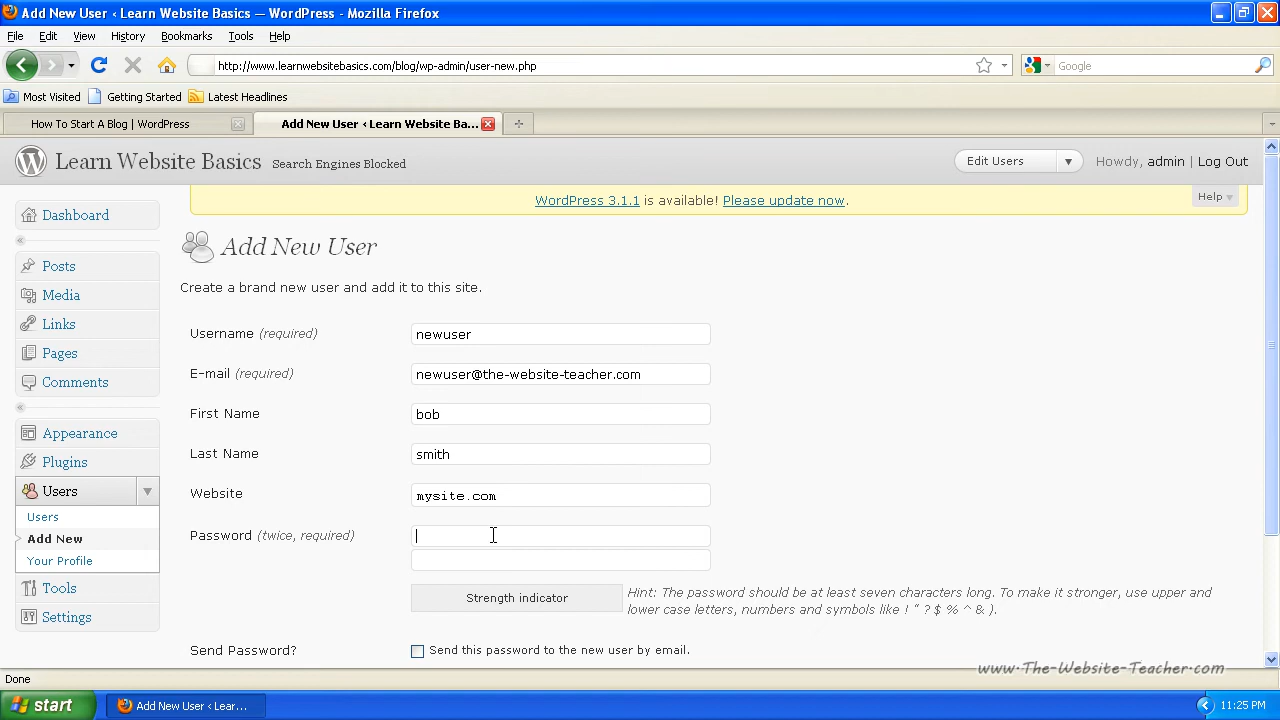 Add New User ‹ Learn Website Basics — WordPress - Mozilla Firefox
File Edit View History Bookmarks Tools Help
http://www.learnwebsitebasics.com/blog/wp-admin/user-new.php
Google
Most Visited Getting Started Latest Headlines
How To Start A Blog | WordPress
Add New User ‹ Learn Website Ba...
Learn Website Basics Search Engines Blocked
Edit Users
Howdy, admin | Log Out
WordPress 3.1.1 is available! Please update now.
Help
Dashboard
Posts
Media
Links
Pages
Comments
Appearance
Plugins
Users
Users
Add New
Your Profile
Tools
Settings
Add New User
Create a brand new user and add it to this site.
Username (required) newuser
E-mail (required) newuser@the-website-teacher.com
First Name bob
Last Name smith
Website mysite.com
Password (twice, required)
Strength indicator
Hint: The password should be at least seven characters long. To make it stronger, use upper and
lower case letters, numbers and symbols like ! " ? $ % ^ & ).
Send Password? Send this password to the new user by email.
www.The-Website-Teacher.com
Done
start
Add New User ‹ Lear...
11:25 PM